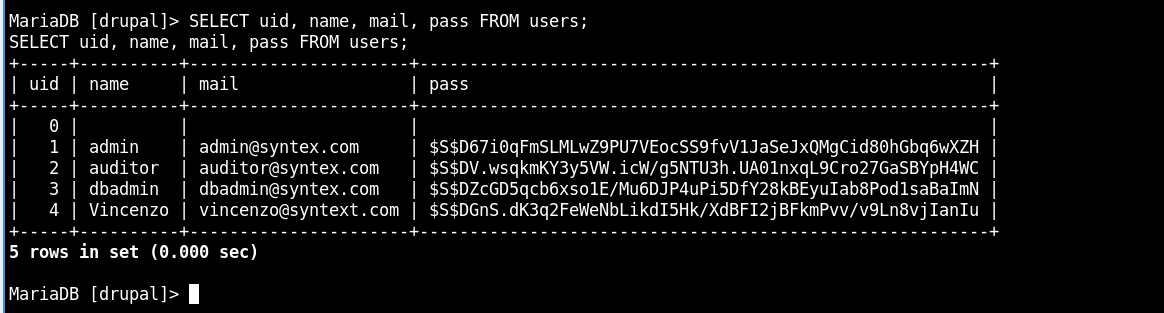 MariaDB [drupal]> SELECT uid, name, mail, pass FROM users;
SELECT uid, name, mail, pass FROM users;
+-----+----------+----------------------+---------------------------------------------------------+
| uid | name     | mail                 | pass                                                    |
+-----+----------+----------------------+---------------------------------------------------------+
|   0 |          |                      |                                                         |
|   1 | admin    | admin@syntex.com     | $S$D67i0qFmSLMLwZ9PU7VEocSS9fvV1JaSeJxQMgCid80hGbq6wXZH |
|   2 | auditor  | auditor@syntex.com   | $S$DV.wsqkmKY3y5VW.icW/g5NTU3h.UA01nxqL9Cro27GaSBYpH4WC |
|   3 | dbadmin  | dbadmin@syntex.com   | $S$DZcGD5qcb6xso1E/Mu6DJP4uPi5DfY28kBEyuIab8Pod1saBaImN |
|   4 | Vincenzo | vincenzo@syntext.com | $S$DGnS.dK3q2FeWeNbLikdI5Hk/XdBFI2jBFkmPvv/v9Ln8vjIanIu |
+-----+----------+----------------------+---------------------------------------------------------+
5 rows in set (0.000 sec)
MariaDB [drupal]>